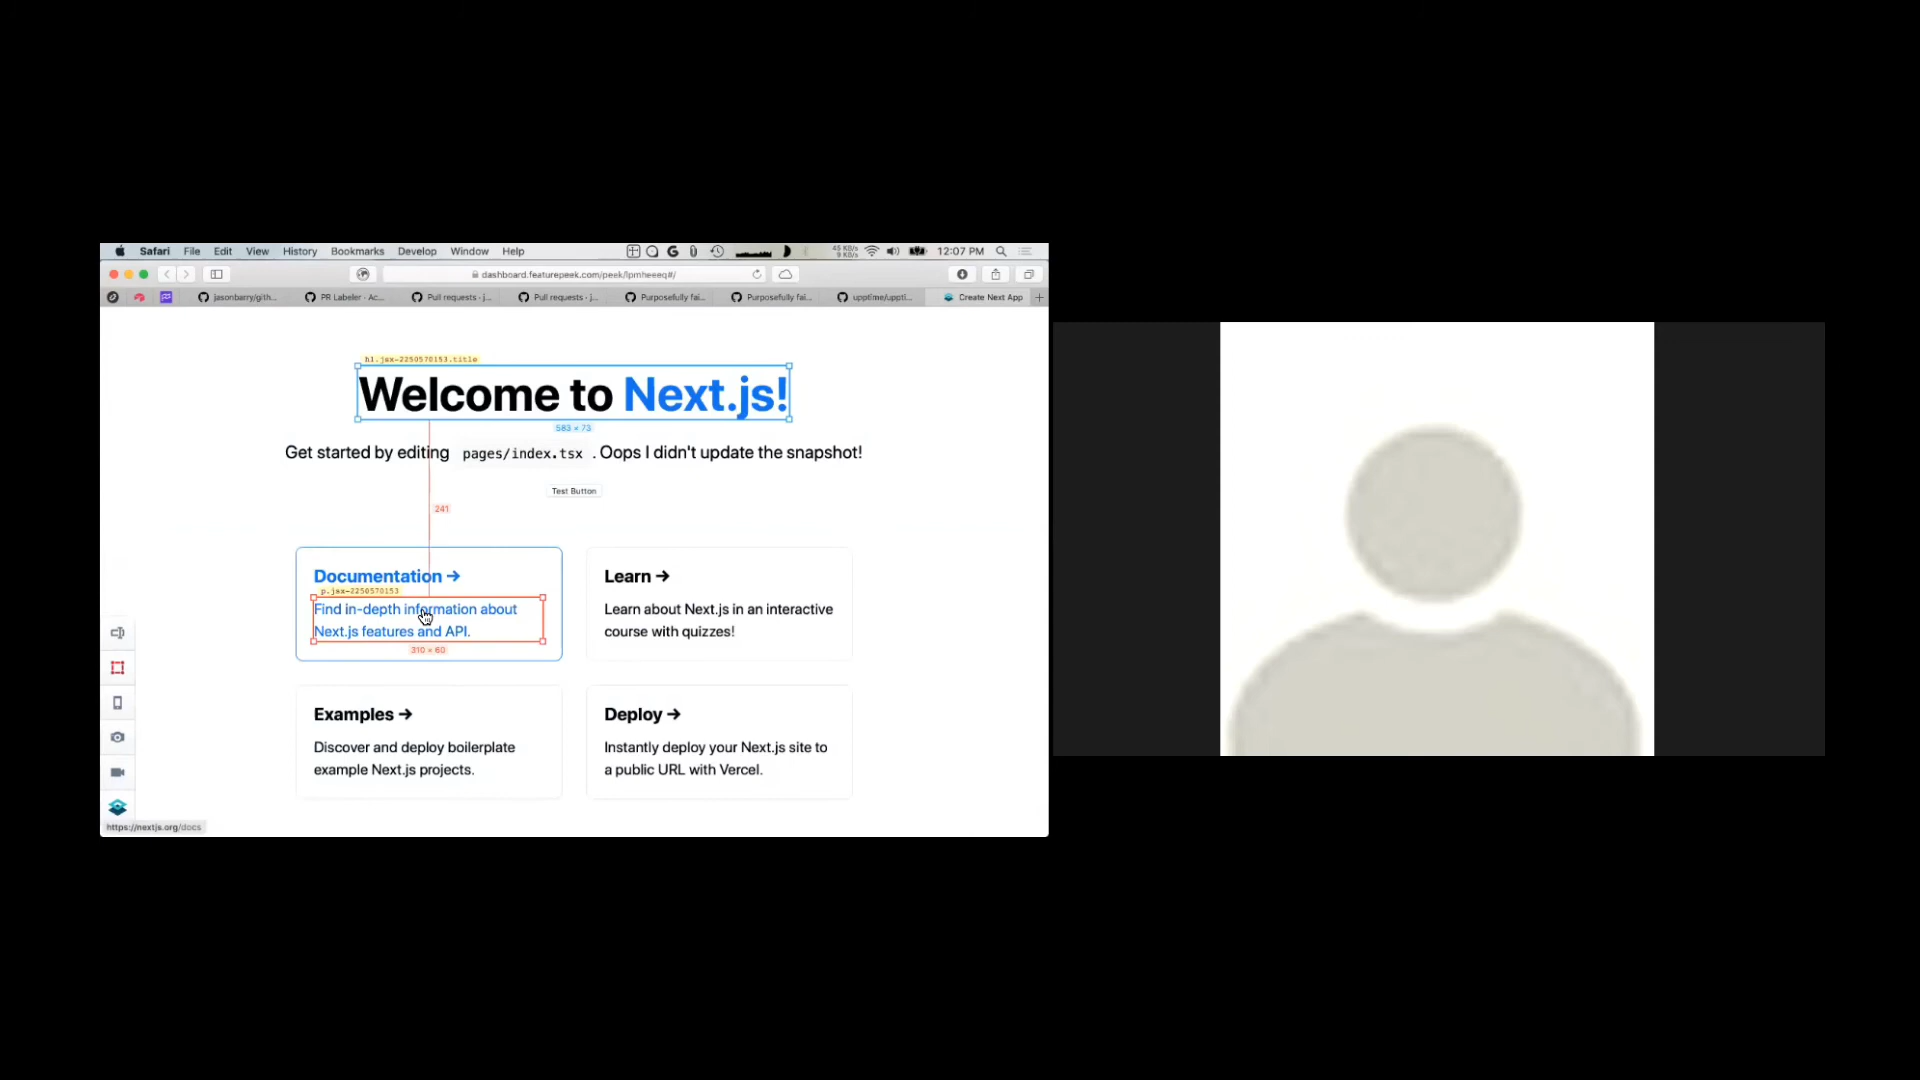 Safari File Edit View History Bookmarks Develop Window Help
45 KB/s
9 KB/s
12:07 PM
dashboard.featurepeek.com/peek/lpmheeeq#/
jasonbarry/gith... PR Labeler · Ac... Pull requests · j... Pull requests · j... Purposefully fai... Purposefully fai... upptime/uppti... Create Next App
h1.jsx-2250570153.title
Welcome to Next.js!
583 × 73
Get started by editing pages/index.tsx . Oops I didn't update the snapshot!
Test Button
241
Documentation →
p.jsx-2250570153
Find in-depth information about
Next.js features and API.
310 × 60
Learn →
Learn about Next.js in an interactive
course with quizzes!
Examples →
Discover and deploy boilerplate
example Next.js projects.
Deploy →
Instantly deploy your Next.js site to
a public URL with Vercel.
https://nextjs.org/docs